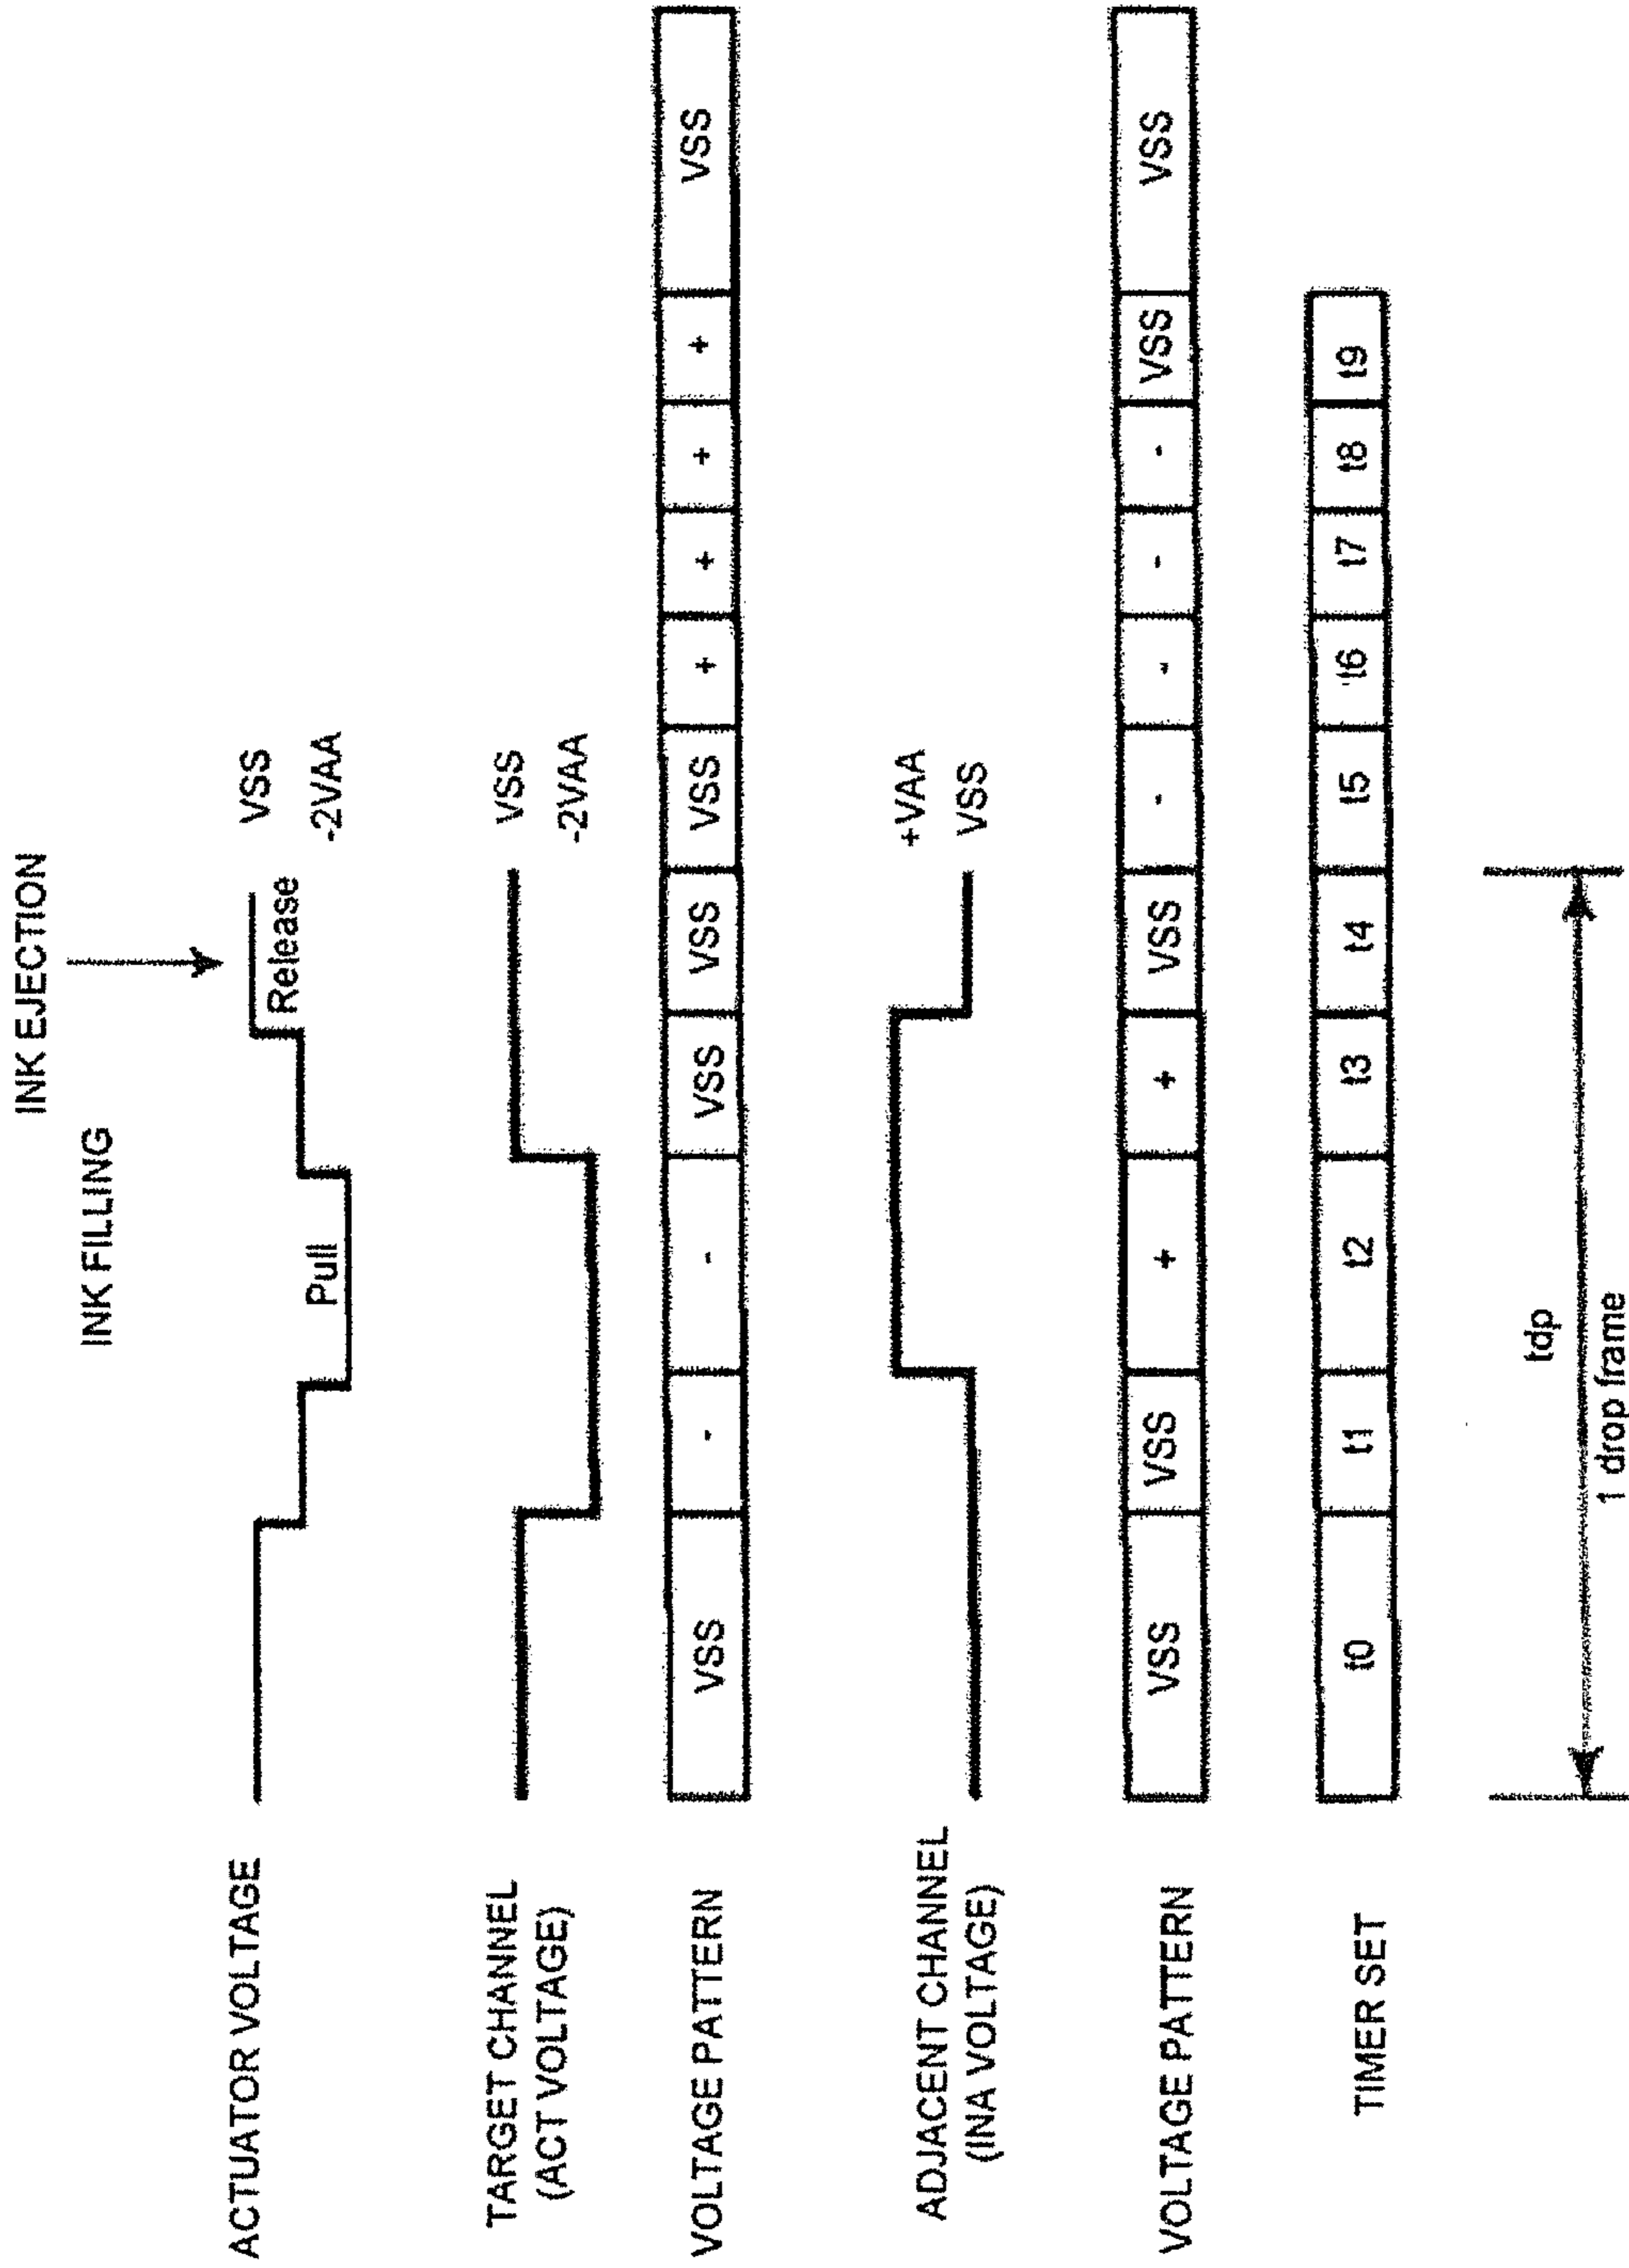 INK EJECTION
INK FILLING
ACTUATOR VOLTAGE
Pull
Release
VSS
-2VAA
TARGET CHANNEL
(ACT VOLTAGE)
VSS
-2VAA
VOLTAGE PATTERN
VSS - - VSS VSS VSS + + + + VSS
ADJACENT CHANNEL
(INA VOLTAGE)
+VAA
VSS
VOLTAGE PATTERN
VSS VSS + + VSS - - - - VSS VSS
TIMER SET
t0 t1 t2 t3 t4 t5 t6 t7 t8 t9
tdp
1 drop frame